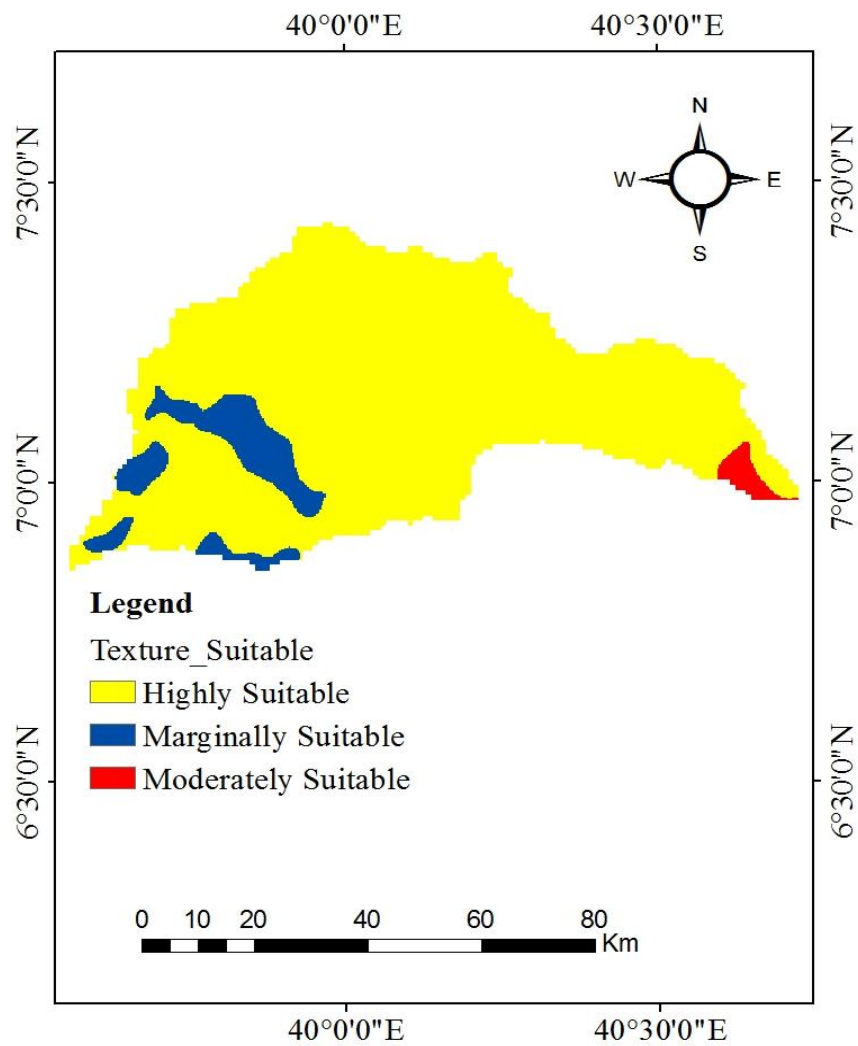 40°0'0"E 40°30'0"E
N
W E
S
7°30'0"N 7°30'0"N
7°0'0"N 7°0'0"N
Legend
Texture_Suitable
Highly Suitable
Marginally Suitable
Moderately Suitable
6°30'0"N 6°30'0"N
0 10 20 40 60 80
Km
40°0'0"E 40°30'0"E